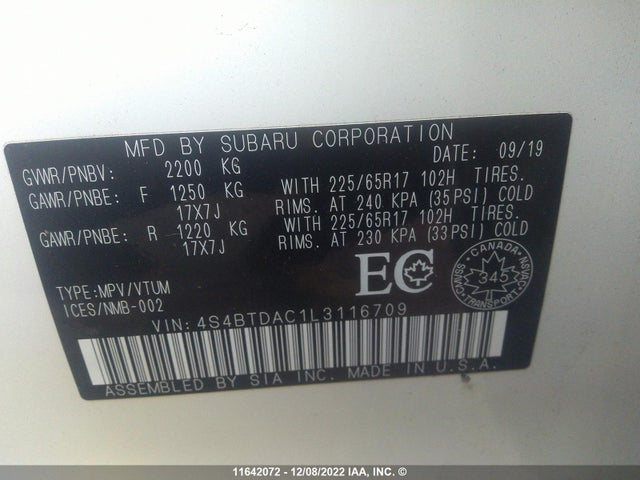 MFD BY SUBARU CORPORATION
GVWR/PNBV: 2200 KG DATE: 09/19
GAWR/PNBE: F 1250 KG WITH 225/65R17 102H TIRES.
17X7J RIMS. AT 240 KPA (35PSI) COLD
GAWR/PNBE: R 1220 KG WITH 225/65R17 102H TIRES.
17X7J RIMS. AT 230 KPA (33PSI) COLD
EC
CANADA
345
TRANSPORTS
CMVSS
NSVAC
TYPE:MPV/VTUM
ICES/NMB-002
VIN: 4S4BTDAC1L3116709
ASSEMBLED BY SIA INC. MADE IN U.S.A.
11642072 - 12/08/2022 IAA, INC. ©